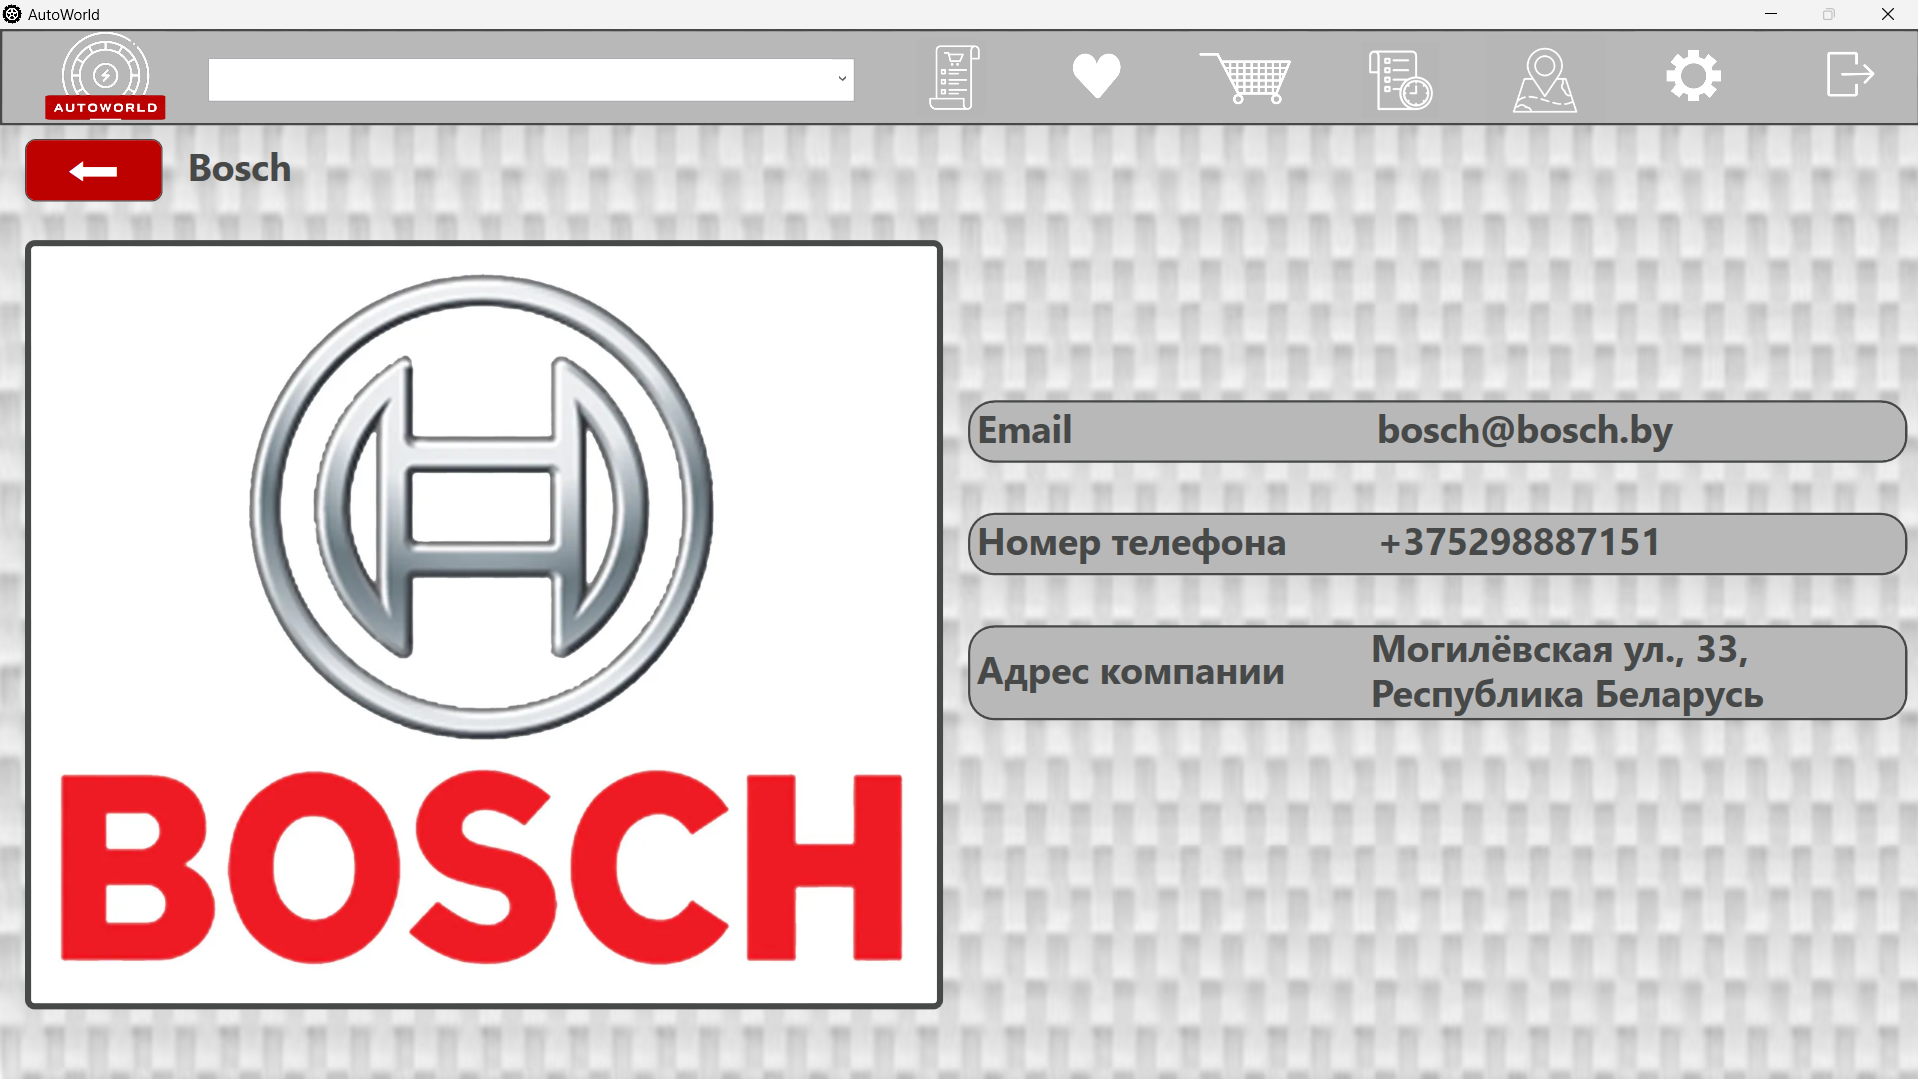 AutoWorld
AUTOWORLD
Bosch
BOSCH
Email
bosch@bosch.by
Номер телефона
+375298887151
Адрес компании
Могилёвская ул., 33,
Республика Беларусь